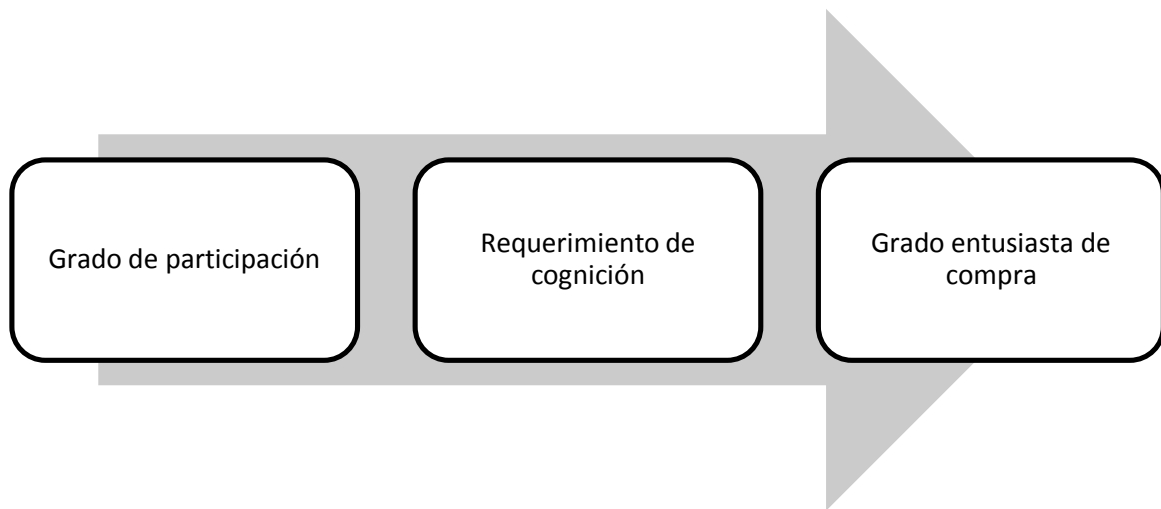 Grado de participación
Requerimiento de
cognición
Grado entusiasta de
compra